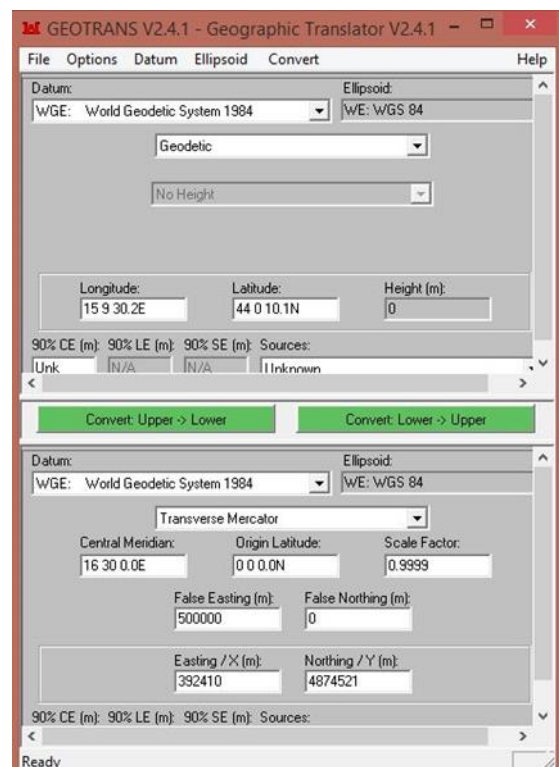 GEOTRANS V2.4.1 - Geographic Translator V2.4.1
File Options Datum Ellipsoid Convert Help
Datum: Ellipsoid:
WGE: World Geodetic System 1984 WE: WGS 84
Geodetic
No Height
Longitude: Latitude: Height (m):
15 9 30.2E 44 0 10.1N 0
90% CE (m): 90% LE (m): 90% SE (m): Sources:
Unk N/A N/A Unknown
Convert: Upper -> Lower Convert: Lower -> Upper
Datum: Ellipsoid:
WGE: World Geodetic System 1984 WE: WGS 84
Transverse Mercator
Central Meridian: Origin Latitude: Scale Factor:
16 30 0.0E 0 0 0.0N 0.9999
False Easting (m): False Northing (m):
500000 0
Easting / X (m): Northing / Y (m):
392410 4874521
90% CE (m): 90% LE (m): 90% SE (m): Sources:
Ready